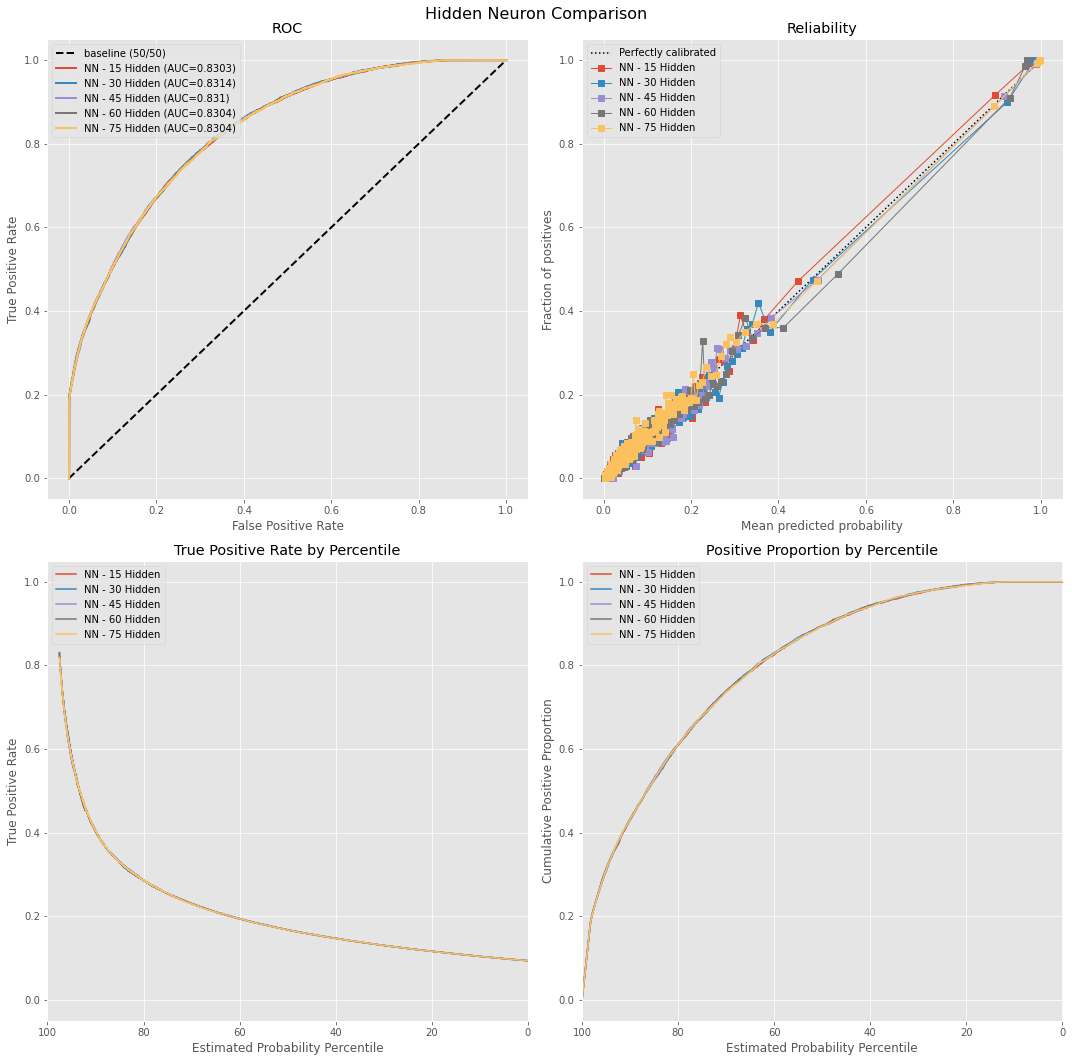 Hidden Neuron Comparison
ROC
baseline (50/50)
NN - 15 Hidden (AUC=0.8303)
NN - 30 Hidden (AUC=0.8314)
NN - 45 Hidden (AUC=0.831)
NN - 60 Hidden (AUC=0.8304)
NN - 75 Hidden (AUC=0.8304)
True Positive Rate
1.0
0.8
0.6
0.4
0.2
0.0
0.0 0.2 0.4 0.6 0.8 1.0
False Positive Rate
Reliability
Perfectly calibrated
NN - 15 Hidden
NN - 30 Hidden
NN - 45 Hidden
NN - 60 Hidden
NN - 75 Hidden
Fraction of positives
1.0
0.8
0.6
0.4
0.2
0.0
0.0 0.2 0.4 0.6 0.8 1.0
Mean predicted probability
True Positive Rate by Percentile
NN - 15 Hidden
NN - 30 Hidden
NN - 45 Hidden
NN - 60 Hidden
NN - 75 Hidden
True Positive Rate
1.0
0.8
0.6
0.4
0.2
0.0
100 80 60 40 20 0
Estimated Probability Percentile
Positive Proportion by Percentile
NN - 15 Hidden
NN - 30 Hidden
NN - 45 Hidden
NN - 60 Hidden
NN - 75 Hidden
Cumulative Positive Proportion
1.0
0.8
0.6
0.4
0.2
0.0
100 80 60 40 20 0
Estimated Probability Percentile